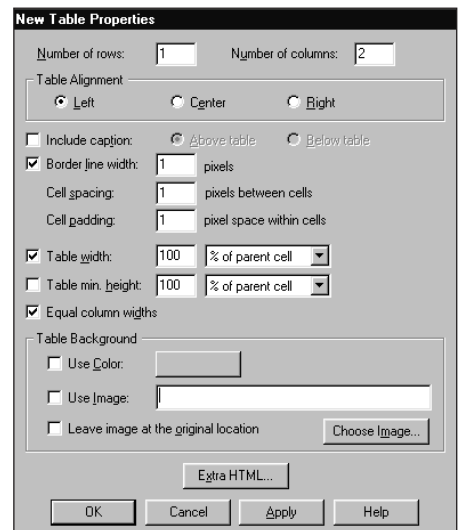 New Table Properties
Number of rows: 1 Number of columns: 2
Table Alignment
Left Center Right
Include caption: Above table Below table
Border line width: 1 pixels
Cell spacing: 1 pixels between cells
Cell padding: 1 pixel space within cells
Table width: 100 % of parent cell
Table min. height: 100 % of parent cell
Equal column widths
Table Background
Use Color:
Use Image:
Leave image at the original location Choose Image...
Extra HTML...
OK Cancel Apply Help